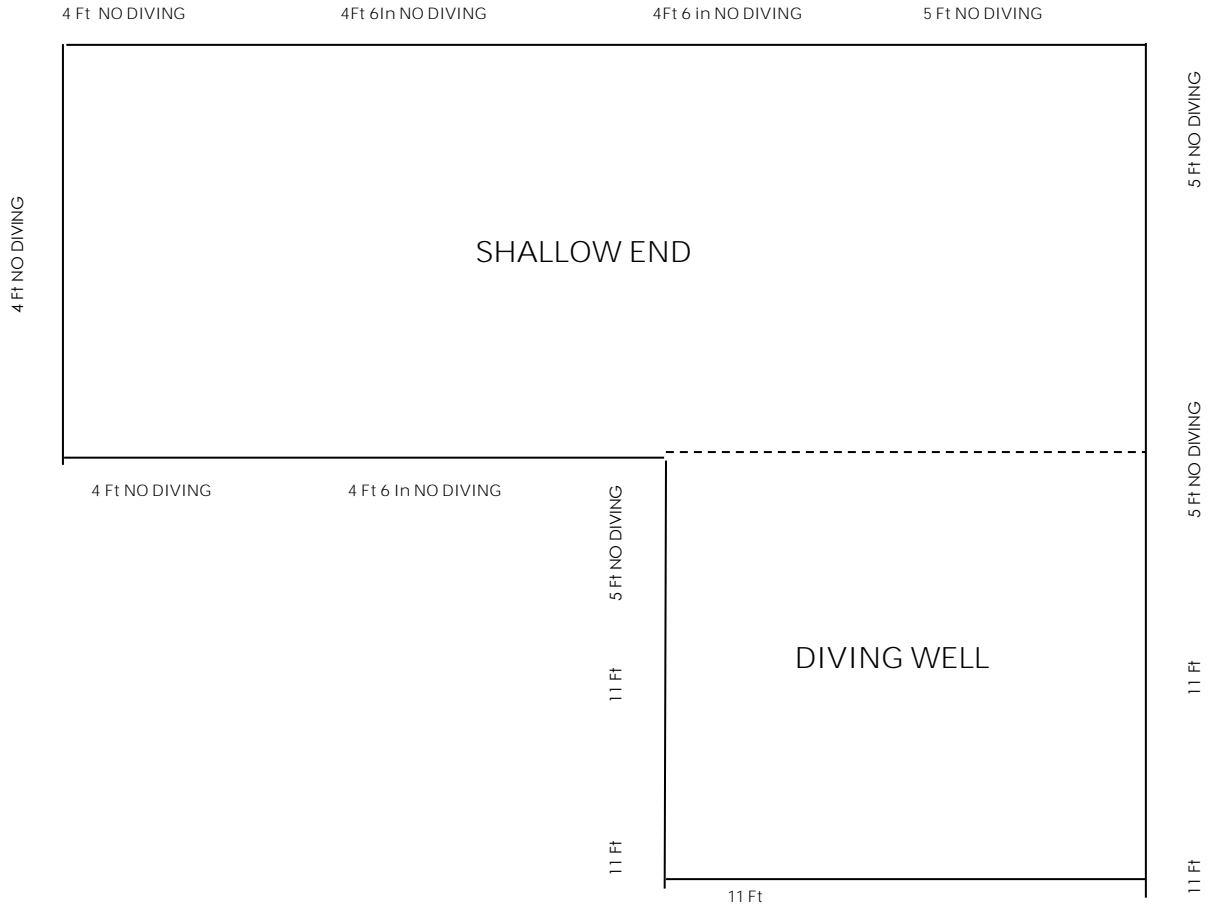 4 Ft NO DIVING
4Ft 6In NO DIVING
4Ft 6 in NO DIVING
5 Ft NO DIVING
5 Ft NO DIVING
4 Ft NO DIVING
SHALLOW END
5 Ft NO DIVING
4 Ft NO DIVING
4 Ft 6 In NO DIVING
5 Ft NO DIVING
DIVING WELL
11 Ft
11 Ft
11 Ft
11 Ft
11 Ft